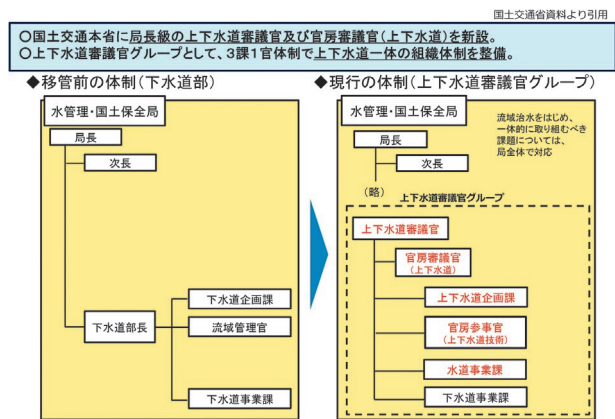 国土交通省資料より引用
○国土交通本省に局長級の上下水道審議官及び官房審議官(上下水道)を新設。
○上下水道審議官グループとして、3課1官体制で上下水道一体の組織体制を整備。
◆移管前の体制(下水道部)
水管理・国土保全局
局長
次長
下水道部長
下水道企画課
流域管理官
下水道事業課
◆現行の体制(上下水道審議官グループ)
水管理・国土保全局
局長
次長
(略)
流域治水をはじめ、
一体的に取り組むべき
課題については、
局全体で対応
上下水道審議官グループ
上下水道審議官
官房審議官
(上下水道)
上下水道企画課
官房参事官
(上下水道技術)
水道事業課
下水道事業課